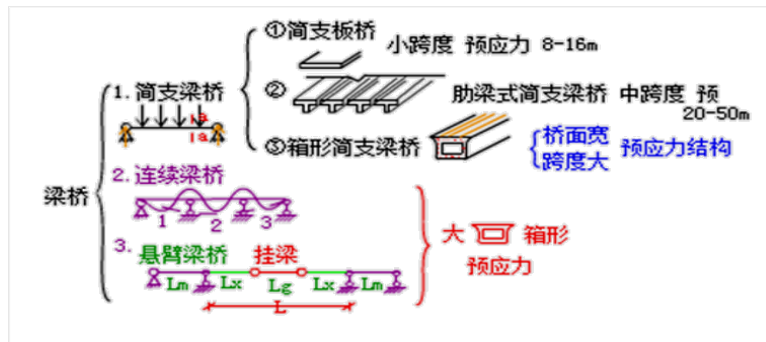 ①简支板桥
小跨度 预应力 8-16m
1. 简支梁桥
②
肋梁式简支梁桥 中跨度 预
20-50m
③箱形简支梁桥
桥面宽
跨度大
预应力结构
梁桥
2. 连续梁桥
1 2 3
3. 悬臂梁桥 挂梁
Lm Lx Lg Lx Lm
L
大 箱形
预应力